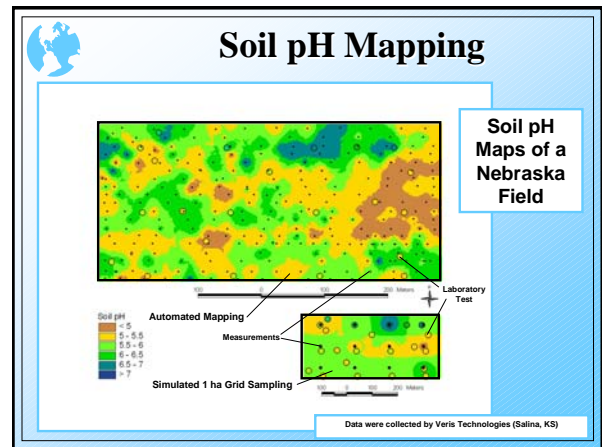 Soil pH Mapping
Soil pH
Maps of a
Nebraska
Field
100 0 100 200 Meters
Laboratory
Test
Automated Mapping
Measurements
Soil pH
< 5
5 - 5.5
5.5 - 6
6 - 6.5
6.5 - 7
> 7
Simulated 1 ha Grid Sampling
100 0 100 200 Meters
Data were collected by Veris Technologies (Salina, KS)